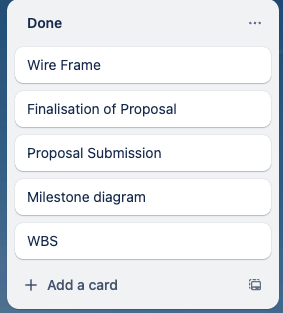 Done
Wire Frame
Finalisation of Proposal
Proposal Submission
Milestone diagram
WBS
Add a card